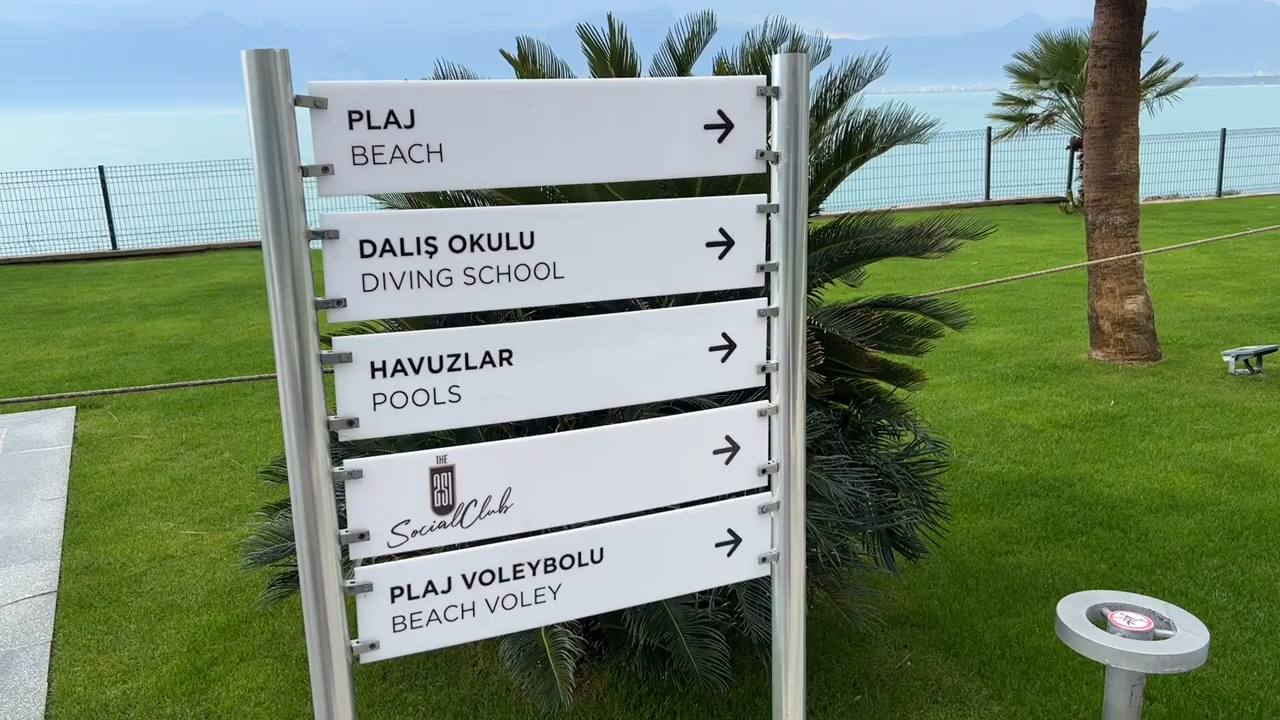 PLAJ
BEACH
DALIŞ OKULU
DIVING SCHOOL
HAVUZLAR
POOLS
THE
251
SocialClub
PLAJ VOLEYBOLU
BEACH VOLEY